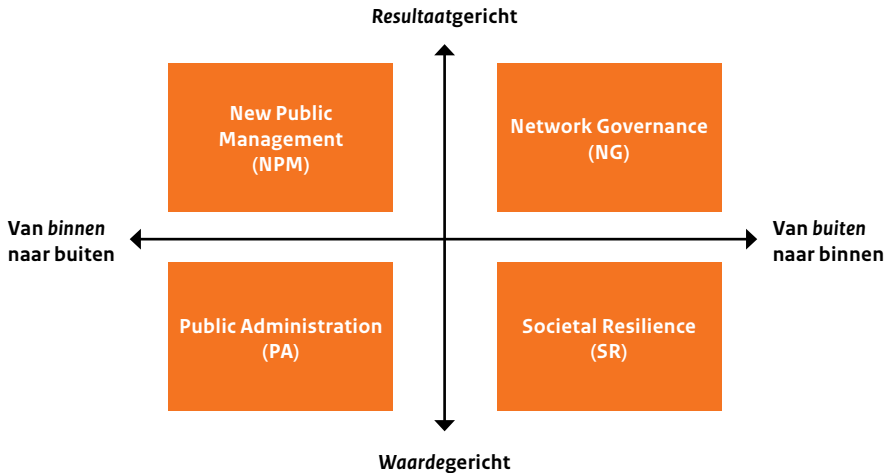 Resultaatgericht
New Public
Management
(NPM)
Network Governance
(NG)
Van binnen
naar buiten
Van buiten
naar binnen
Public Administration
(PA)
Societal Resilience
(SR)
Waardegericht